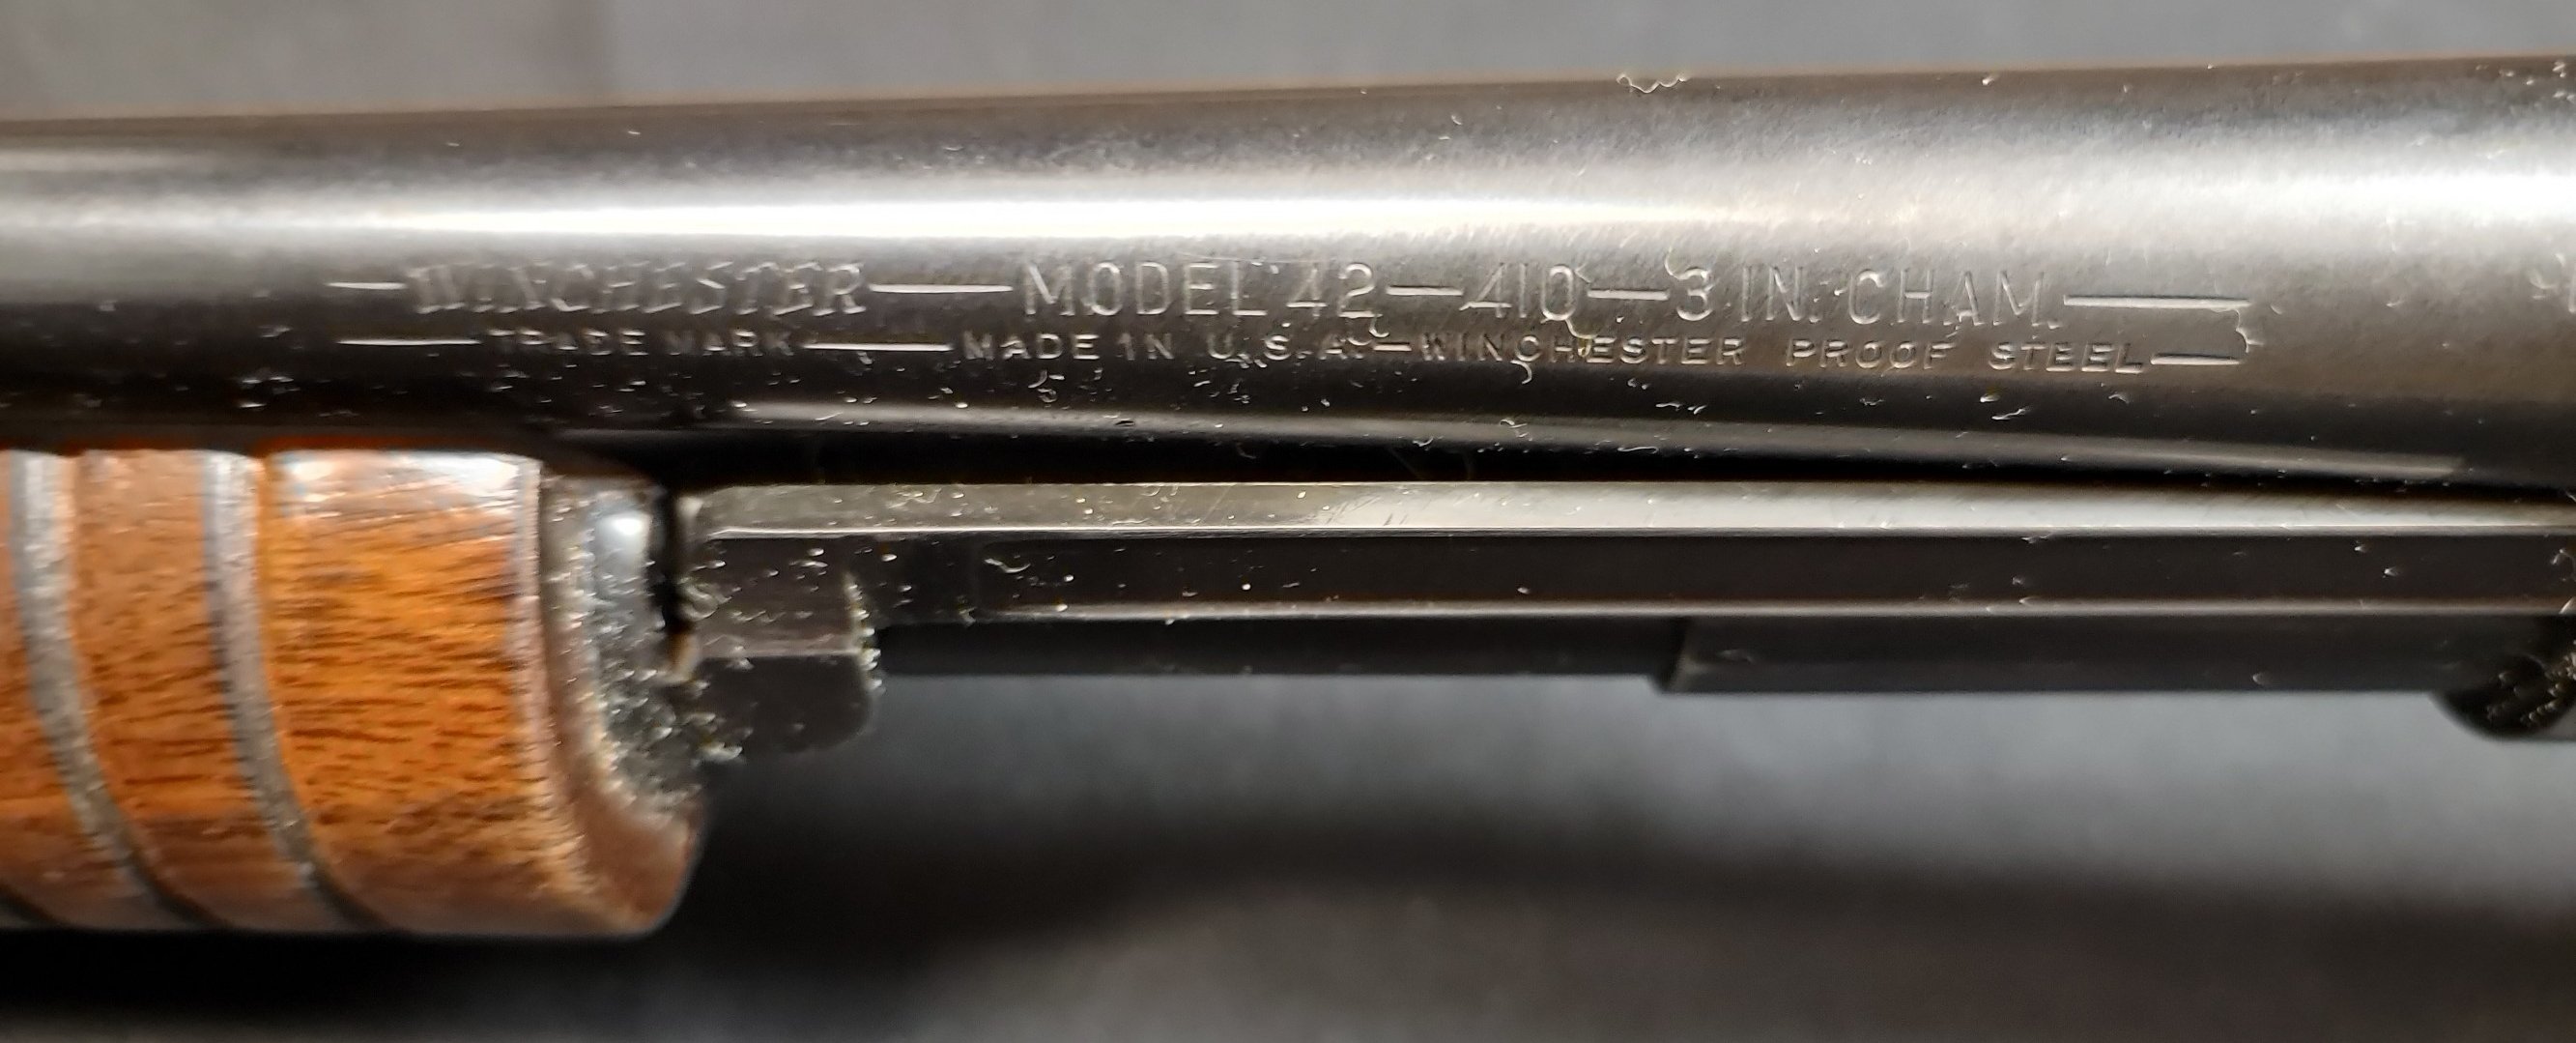 —WINCHESTER—MODEL 42—410—3 IN. CHAM.—
—TRADE MARK—MADE IN U.S.A.—WINCHESTER PROOF STEEL—